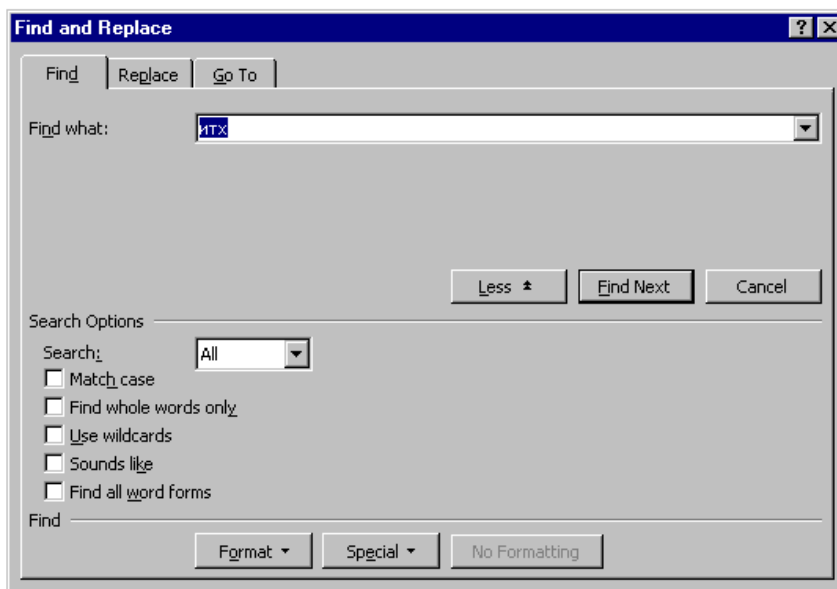 Find and Replace
Find Replace Go To
Find what: итх
Less Find Next Cancel
Search Options
Search: All
Match case
Find whole words only
Use wildcards
Sounds like
Find all word forms
Find
Format Special No Formatting